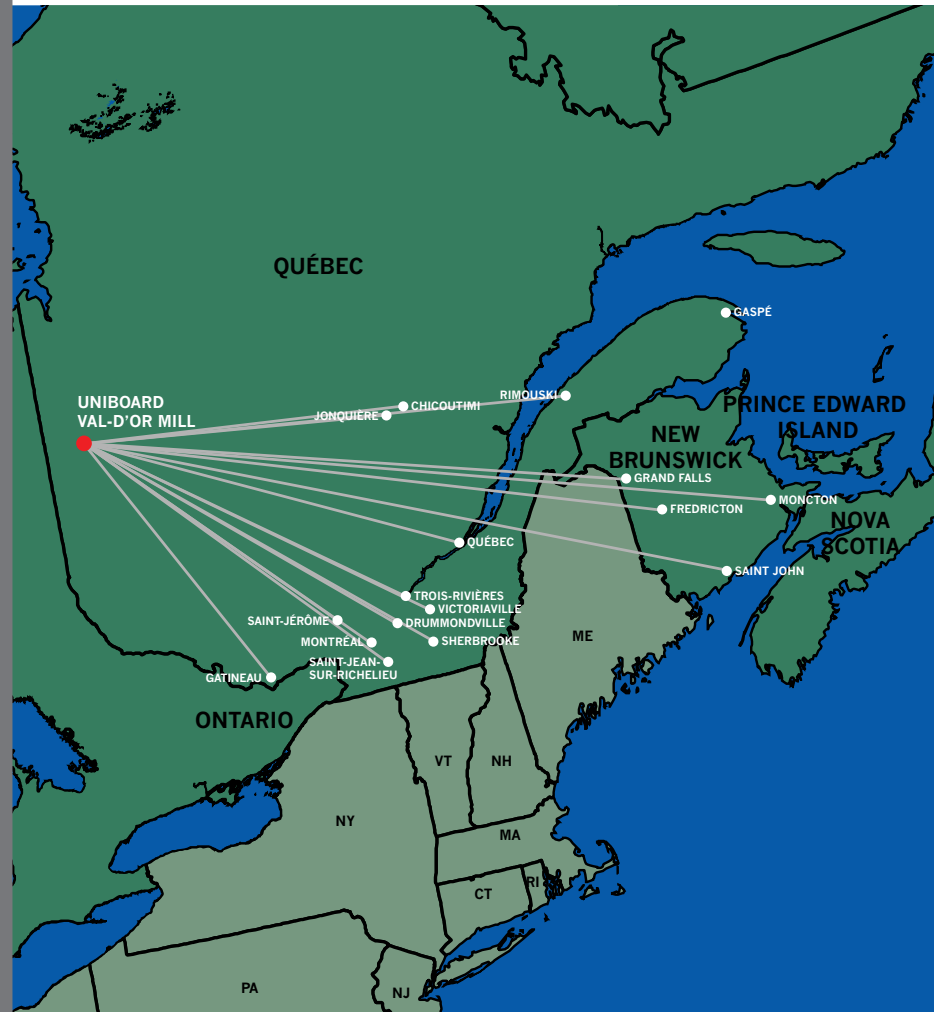 QUÉBEC
GASPÉ
UNIBOARD
VAL-D'OR MILL
RIMOUSKI
CHICOUTIMI
JONQUIÈRE
PRINCE EDWARD
ISLAND
NEW
BRUNSWICK
GRAND FALLS
MONCTON
FREDRICTON
NOVA
SCOTIA
QUÉBEC
SAINT JOHN
TROIS-RIVIÈRES
VICTORIAVILLE
SAINT-JÉRÔME
DRUMMONDVILLE
MONTRÉAL
SHERBROOKE
SAINT-JEAN-
SUR-RICHELIEU
ME
GATINEAU
ONTARIO
VT
NH
NY
MA
RI
CT
PA
NJ